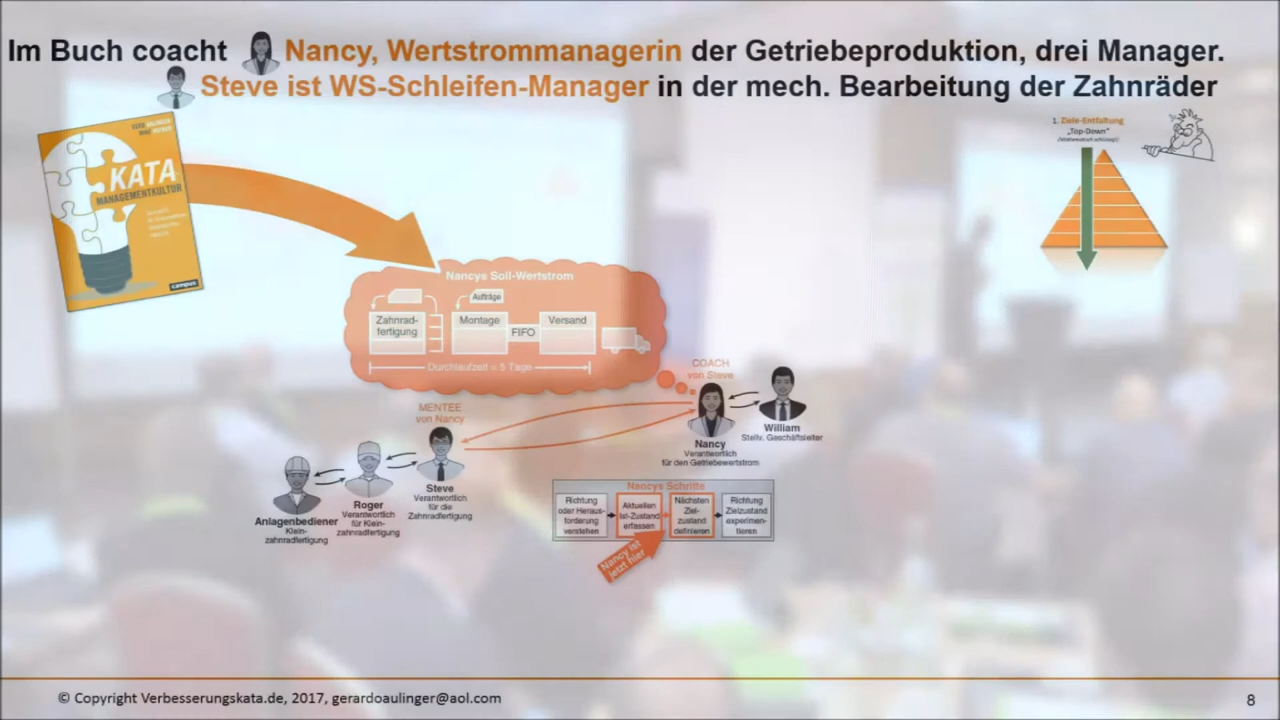 Im Buch coacht Nancy, Wertstrommanagerin der Getriebeproduktion, drei Manager.
Steve ist WS-Schleifen-Manager in der mech. Bearbeitung der Zahnräder
1. Ziele-Entfaltung
„Top-Down"
KATA
MANAGEMENTKULTUR
campus
Nancys Soll-Wertstrom
Aufträge
Zahnrad-
fertigung
Montage
FIFO
Versand
Durchlaufzeit = 5 Tage
COACH
von Steve
MENTEE
von Nancy
William
Stellv. Geschäftsleiter
Nancy
Verantwortlich
für den Getriebewertstrom
Steve
Verantwortlich
für die
Zahnradfertigung
Roger
Verantwortlich
für Klein-
zahnradfertigung
Anlagenbediener
Klein-
zahnradfertigung
Nancys Schritte
Richtung
oder Heraus-
forderung
verstehen
Aktuellen
Ist-Zustand
erfassen
Nächsten
Ziel-
zustand
definieren
Richtung
Zielzustand
experimen-
tieren
Nancy ist
jetzt hier
© Copyright Verbesserungskata.de, 2017, gerardoaulinger@aol.com
8